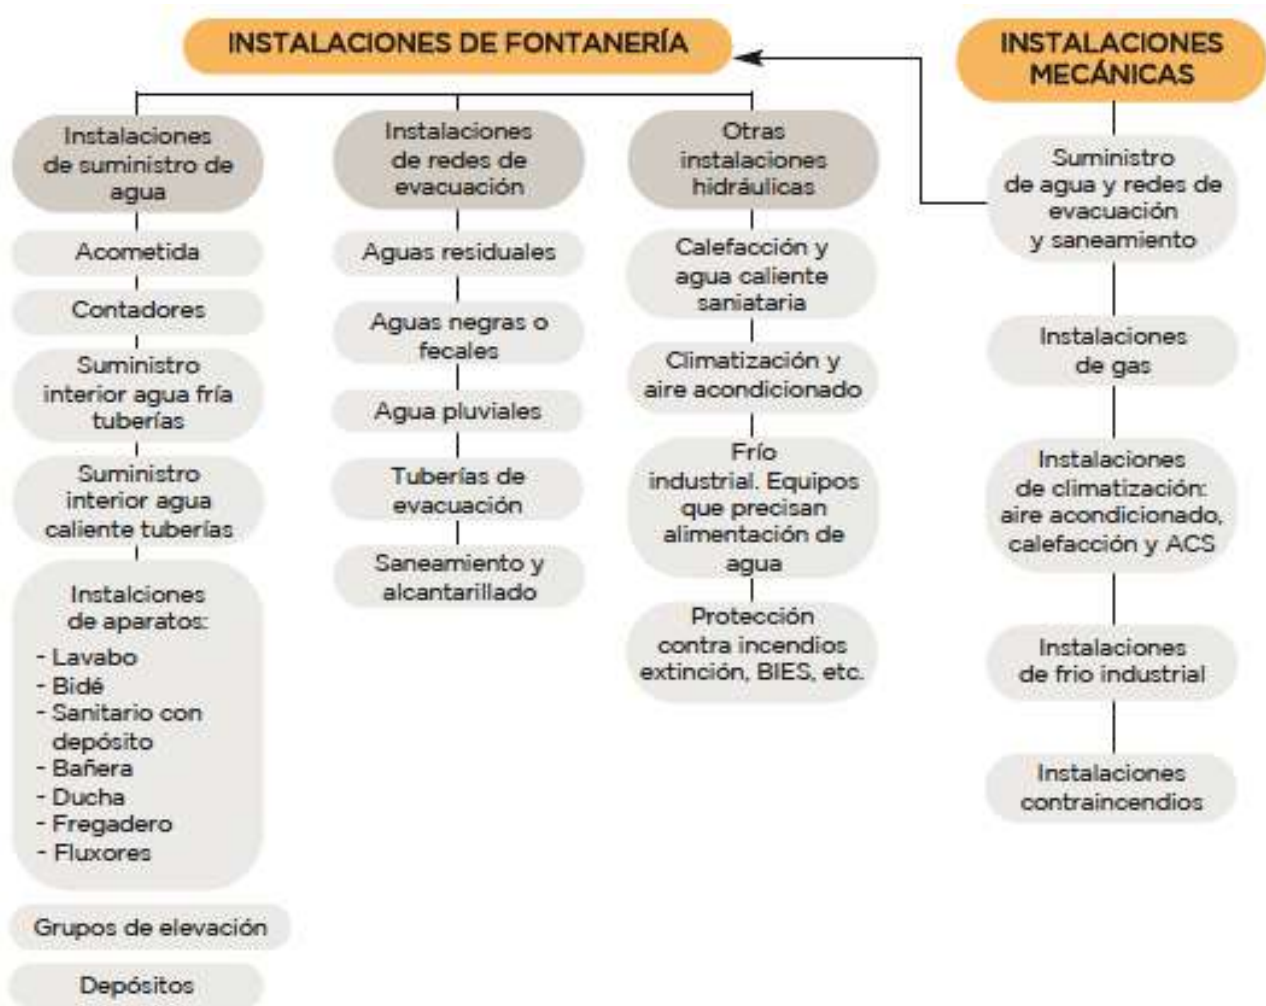 INSTALACIONES DE FONTANERÍA
Instalaciones
de suministro de
agua
Acometida
Contadores
Suministro
interior agua fría
tuberías
Suministro
interior agua
caliente tuberías
Instalciones
de aparatos:
- Lavabo
- Bidé
- Sanitario con
depósito
- Bañera
- Ducha
- Fregadero
- Fluxores
Grupos de elevación
Depósitos
Instalaciones
de redes de
evacuación
Aguas residuales
Aguas negras o
fecales
Agua pluviales
Tuberías de
evacuación
Saneamiento y
alcantarillado
Otras
instalaciones
hidráulicas
Calefacción y
agua caliente
saniataria
Climatización y
aire acondicionado
Frío
industrial. Equipos
que precisan
alimentación de
agua
Protección
contra incendios
extinción, BIES, etc.
INSTALACIONES
MECÁNICAS
Suministro
de agua y redes de
evacuación
y saneamiento
Instalaciones
de gas
Instalaciones
de climatización:
aire acondicionado,
calefacción y ACS
Instalaciones
de frio industrial
Instalaciones
contraincendios